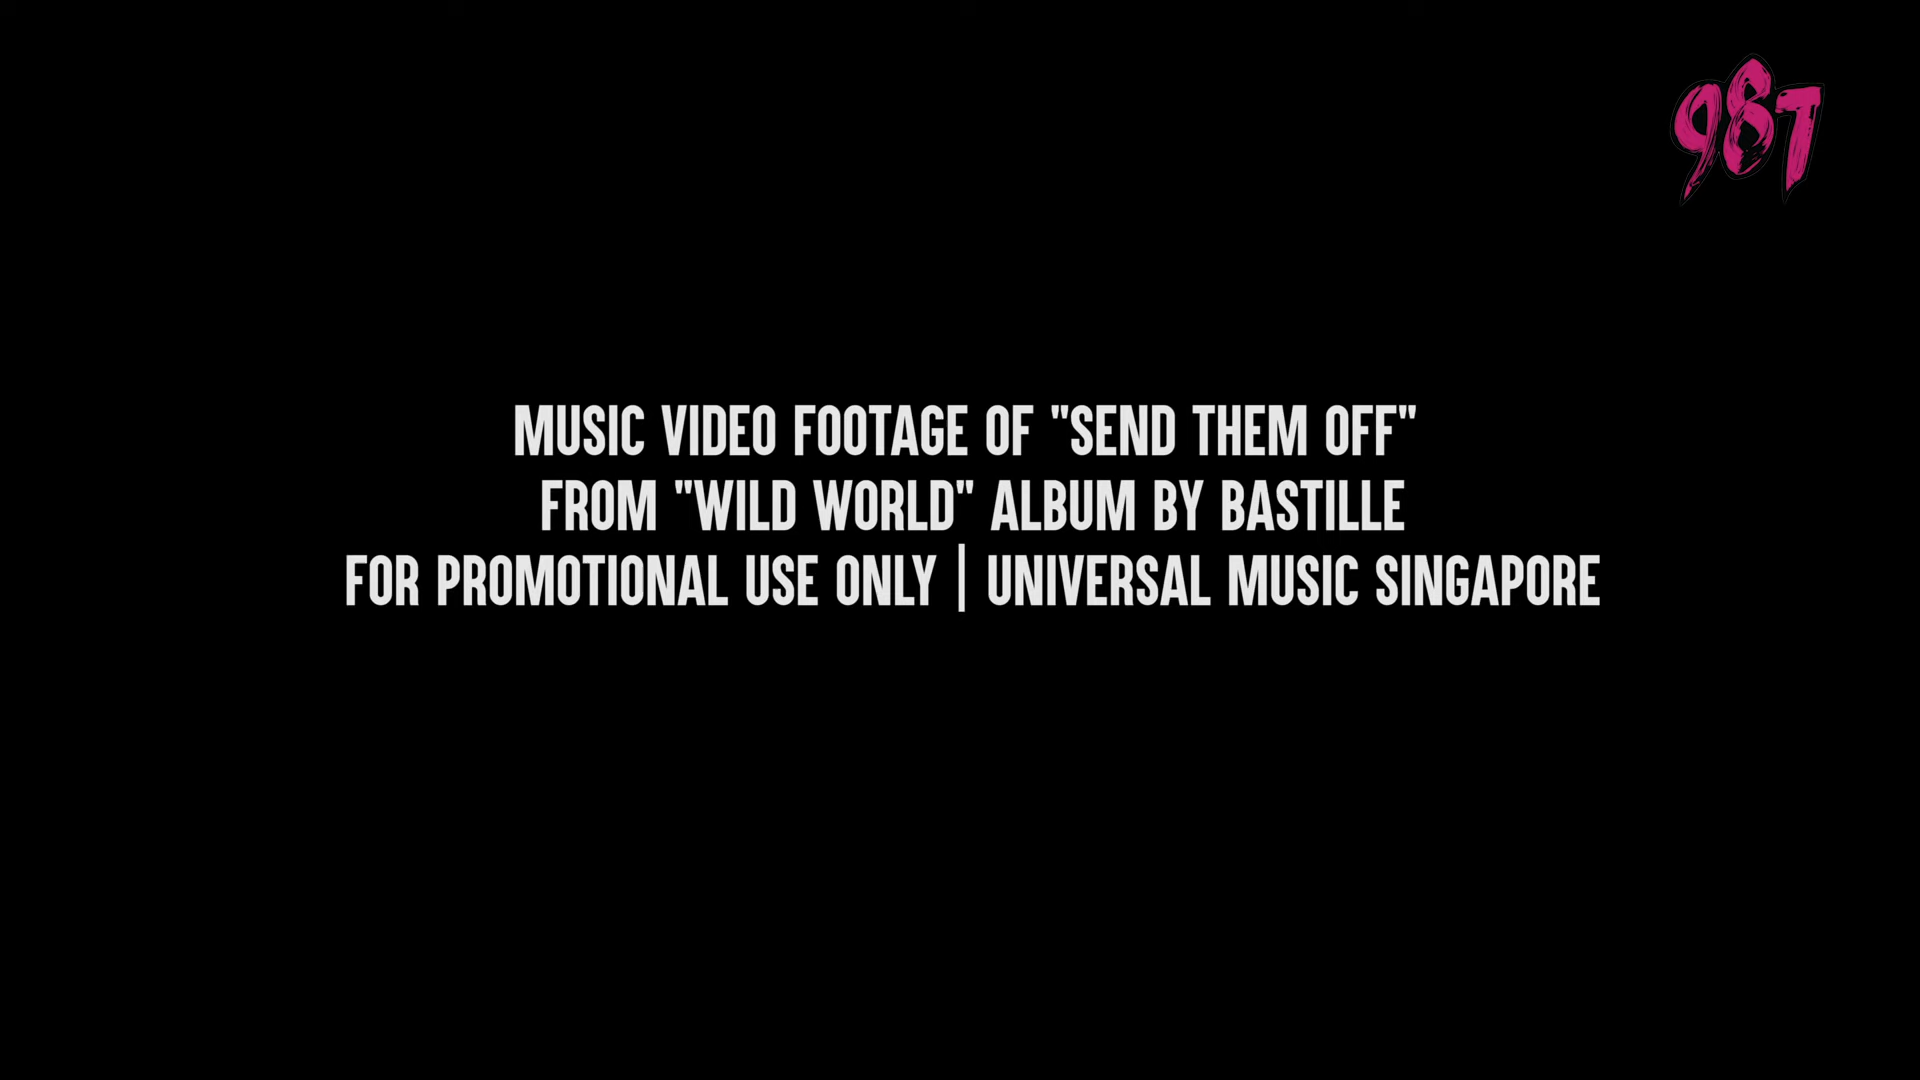 987
MUSIC VIDEO FOOTAGE OF "SEND THEM OFF"
FROM "WILD WORLD" ALBUM BY BASTILLE
FOR PROMOTIONAL USE ONLY | UNIVERSAL MUSIC SINGAPORE